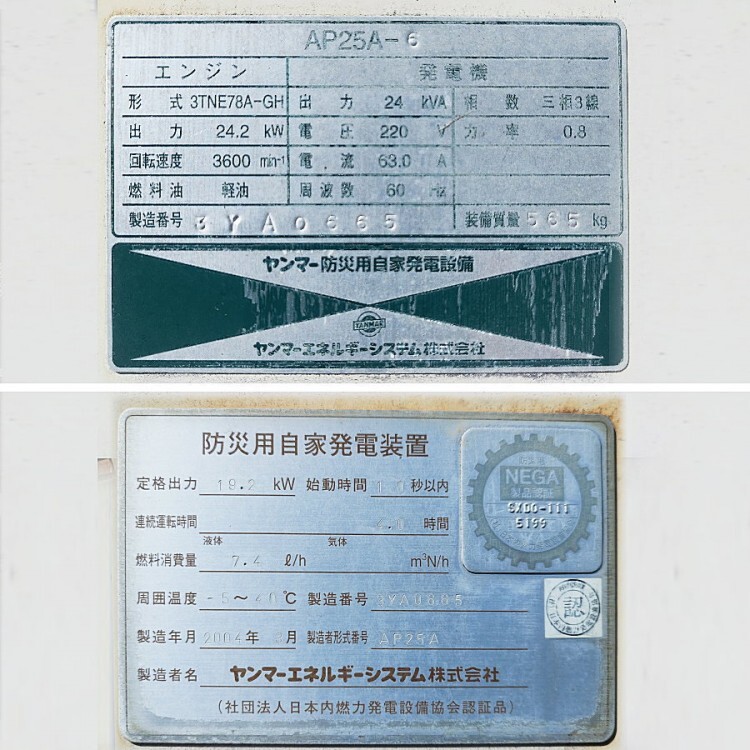 AP25A-6
エンジン 発電機
形式 3TNE78A-GH 出力 24 kVA 相数 三相3線
出力 24.2 kW 電圧 220 V 力率 0.8
回転速度 3600 min-1 電流 63.0 A
燃料油 軽油 周波数 60 Hz
製造番号 3YA0665 装備質量 565 kg
ヤンマー防災用自家発電設備
YANMAR
ヤンマーエネルギーシステム株式会社
防災用自家発電装置
NEGA
製品認証
SX00-111
5199
定格出力 19.2 kW 始動時間 秒以内
連続運転時間 時間
液体 気体
燃料消費量 7.4 ℓ/h m³N/h
周囲温度 -5〜40℃ 製造番号 3YA0665
認
製造年月 2004年 月 製造者形式番号 AP25A
製造者名 ヤンマーエネルギーシステム株式会社
(社団法人日本内燃力発電設備協会認証品)